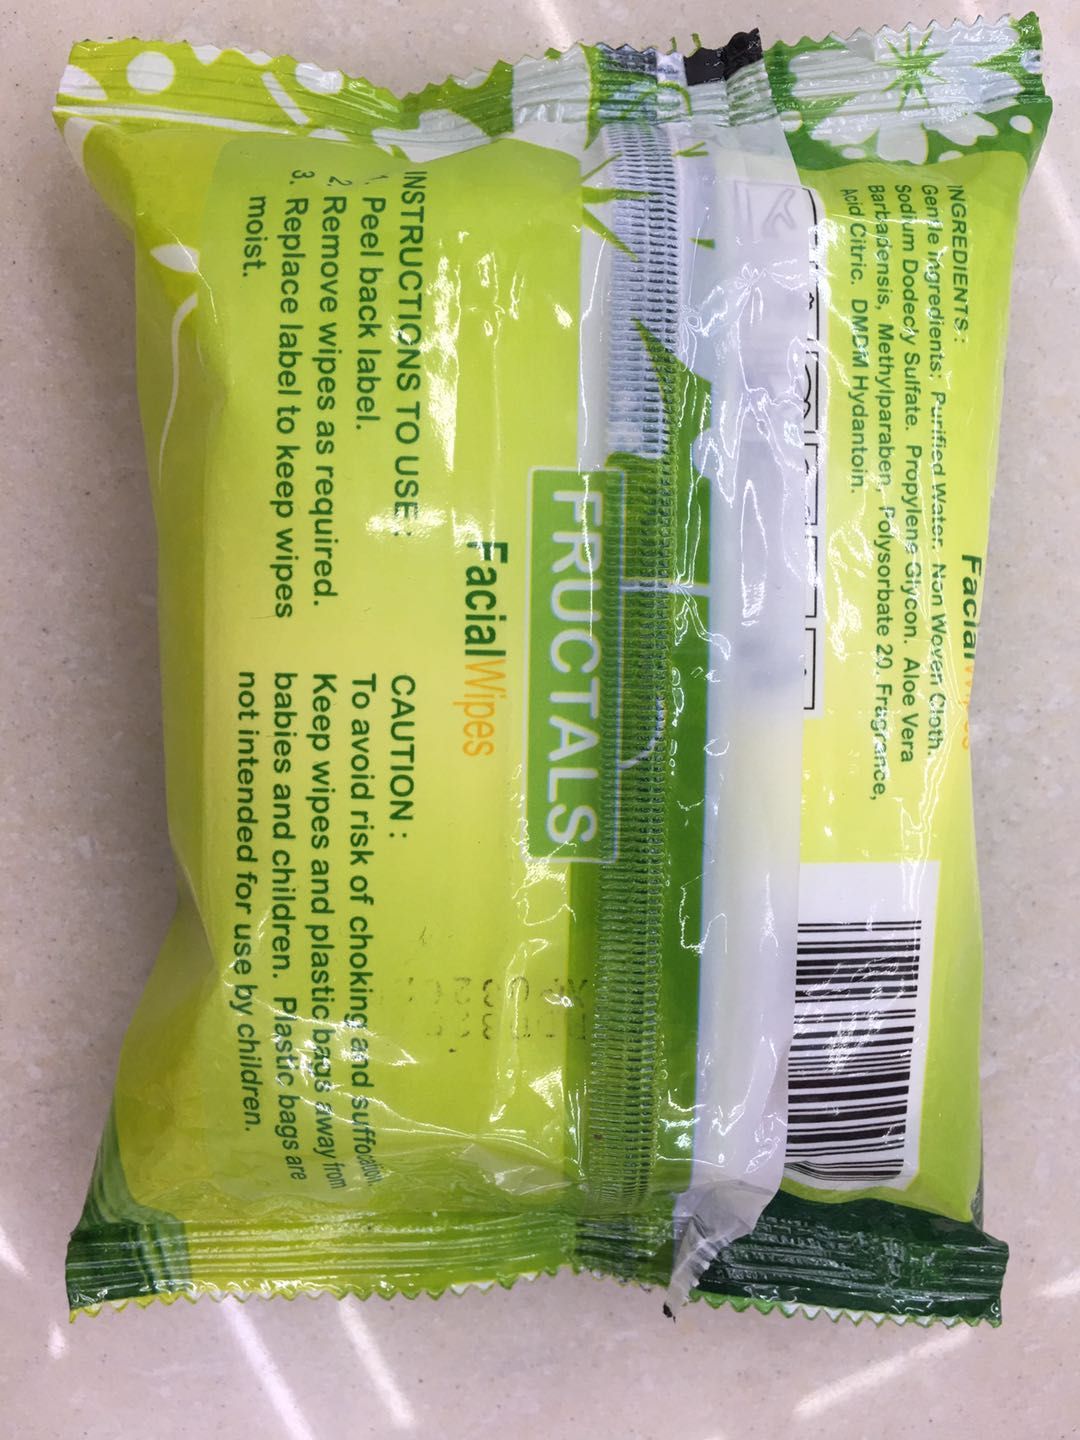 INGREDIENTS :
Gentle Ingredients; Purified Water. Non Woven Cloth.
Sodium Dodecy Sulfate. Propylene Glycon. Aloe Vera
Barbadensis, Methylparaben, Polysorbate 20, Fragrance,
Acid Citric. DMDM Hydantoin.
Facial Wipes
FRUCTALS
FacialWipes
INSTRUCTIONS TO USE :
1. Peel back label.
2. Remove wipes as required.
3. Replace label to keep wipes
moist.
CAUTION :
To avoid risk of choking and suffocation
Keep wipes and plastic bags away from
babies and children. Plastic bags are
not intended for use by children.